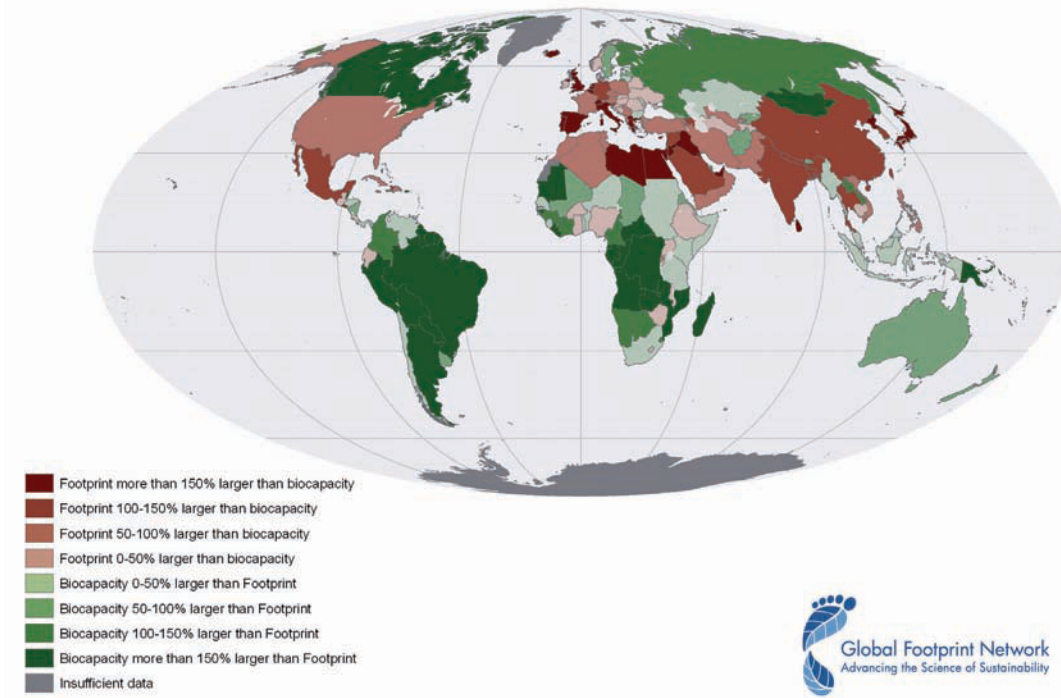 Footprint more than 150% larger than biocapacity
Footprint 100-150% larger than biocapacity
Footprint 50-100% larger than biocapacity
Footprint 0-50% larger than biocapacity
Biocapacity 0-50% larger than Footprint
Biocapacity 50-100% larger than Footprint
Biocapacity 100-150% larger than Footprint
Biocapacity more than 150% larger than Footprint
Insufficient data
Global Footprint Network
Advancing the Science of Sustainability